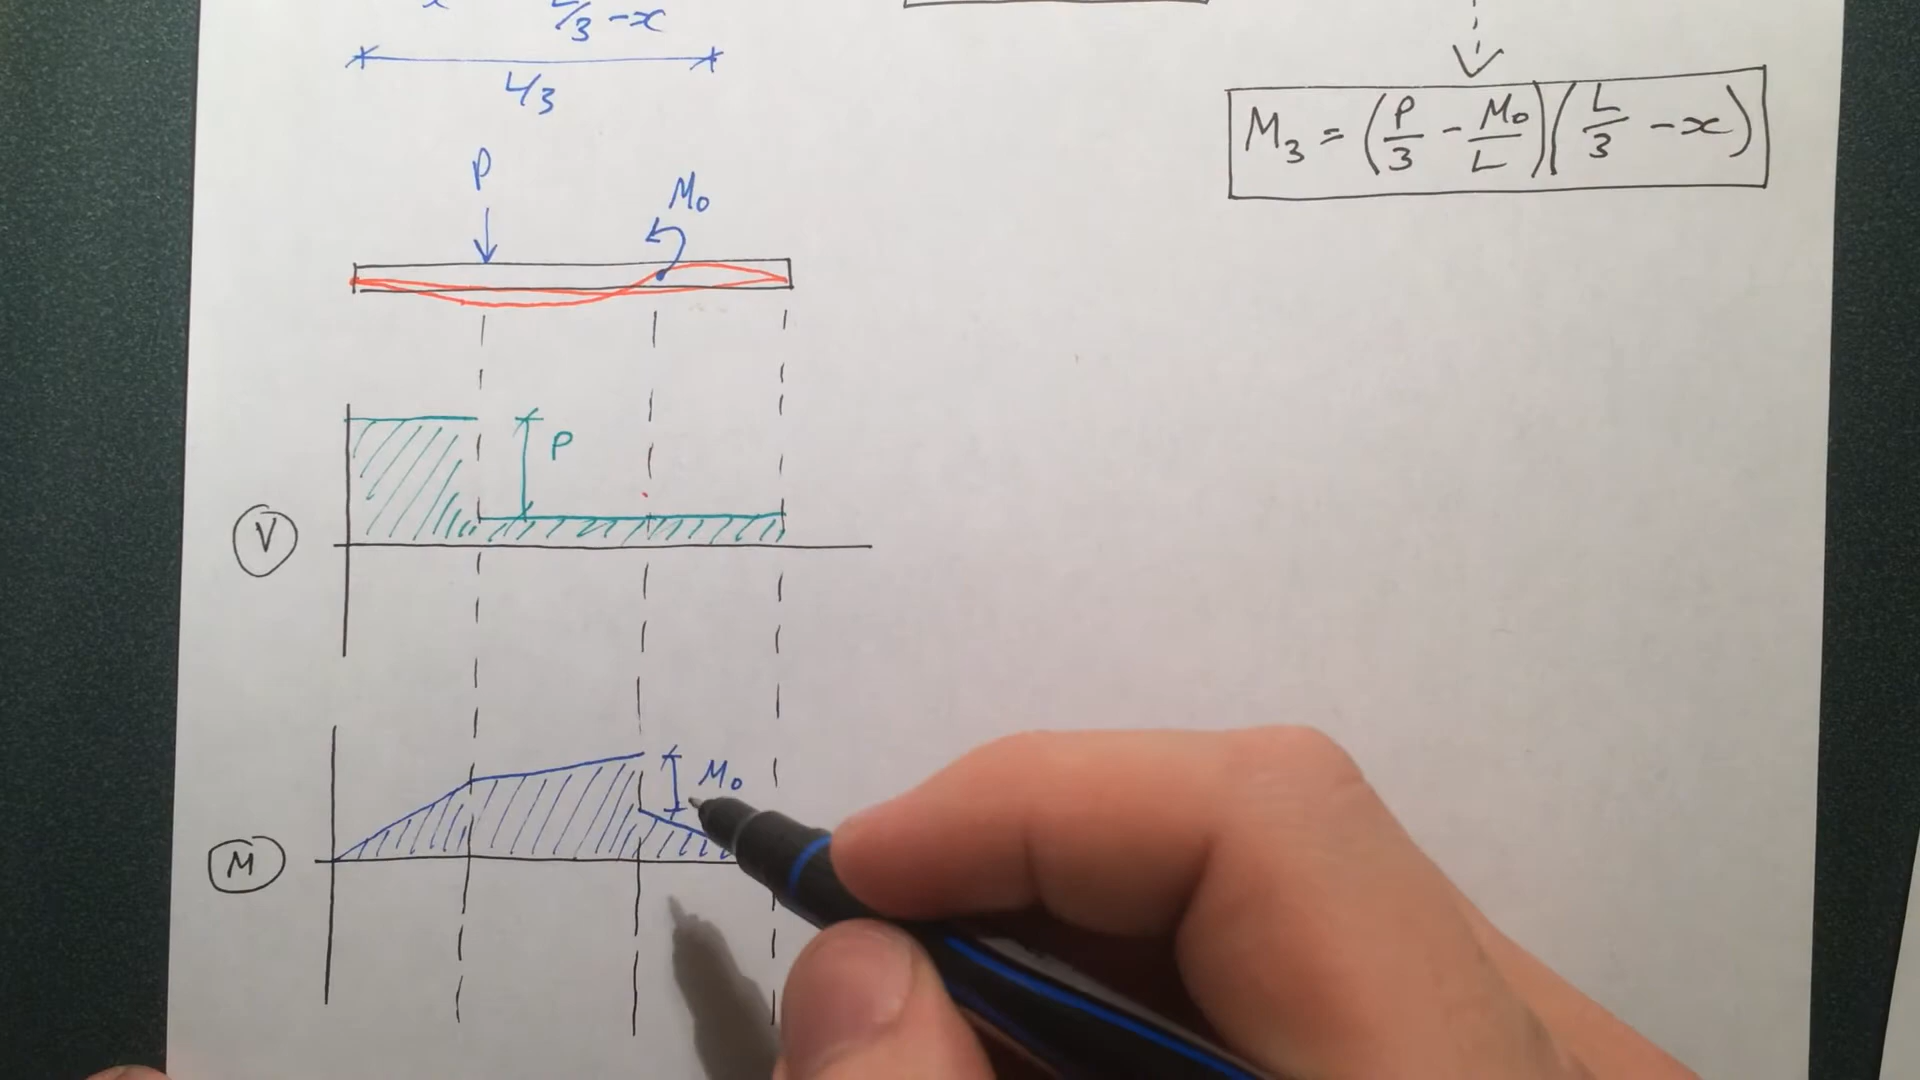 L/3 -x
L/3
M₃ = (P/3 - M₀/L)(L/3 - x)
P
M₀
P
V
M₀
M